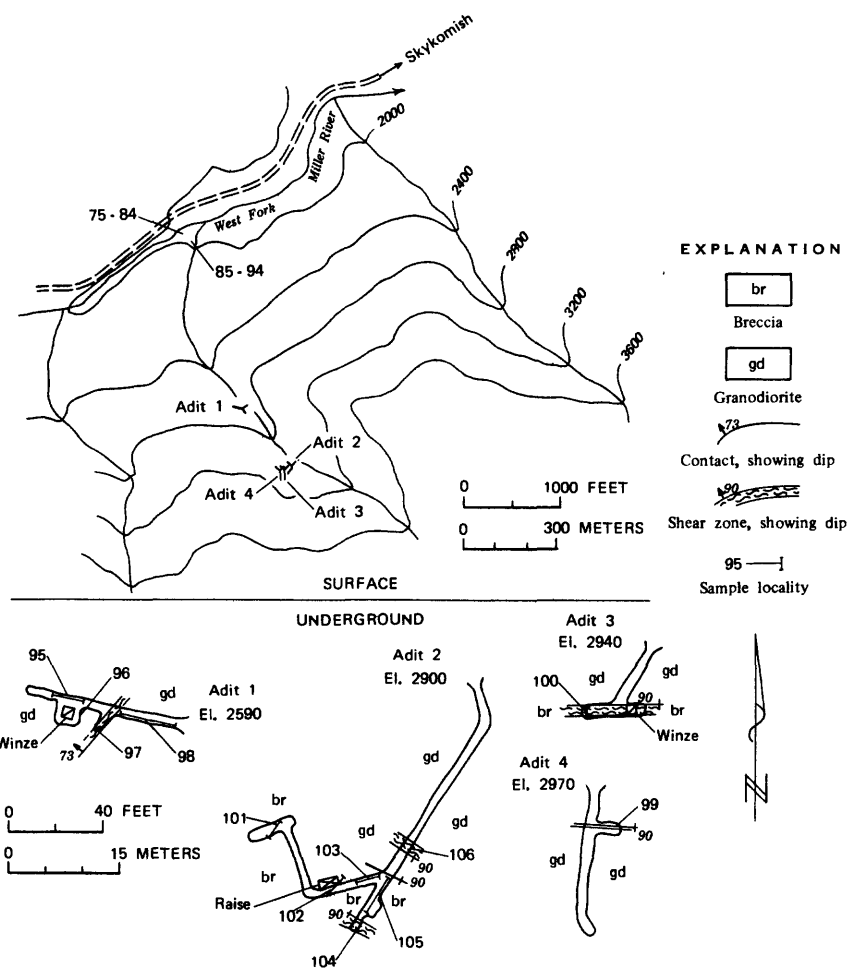 Skykomish
2000
Miller River
2400
75 - 84
West Fork
2800
85 - 94
3200
3600
Adit 1
Adit 2
Adit 4
Adit 3
0 1000 FEET
0 300 METERS
EXPLANATION
br
Breccia
gd
Granodiorite
73
Contact, showing dip
90
Shear zone, showing dip
95
Sample locality
SURFACE
UNDERGROUND
95
96
gd
Adit 1
El. 2590
gd
Winze
73
97
98
0 40 FEET
0 15 METERS
Adit 2
El. 2900
gd
br
101
gd
gd
103
106
90
br
90
Raise
102
br
br
90
105
104
Adit 3
El. 2940
gd
gd
100
90
br
br
Winze
Adit 4
El. 2970
99
90
gd
gd
N